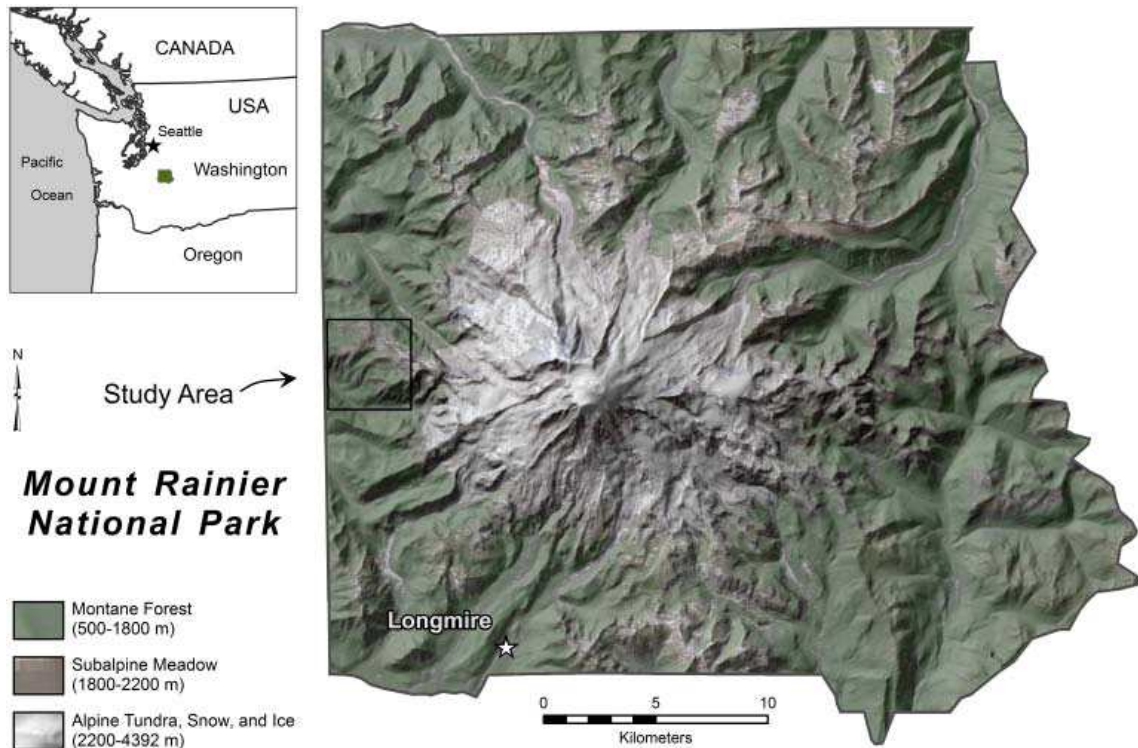 CANADA
USA
Seattle
Pacific
Ocean
Washington
Oregon
N
Study Area
Mount Rainier
National Park
Montane Forest
(500-1800 m)
Subalpine Meadow
(1800-2200 m)
Alpine Tundra, Snow, and Ice
(2200-4392 m)
Longmire
0 5 10
Kilometers